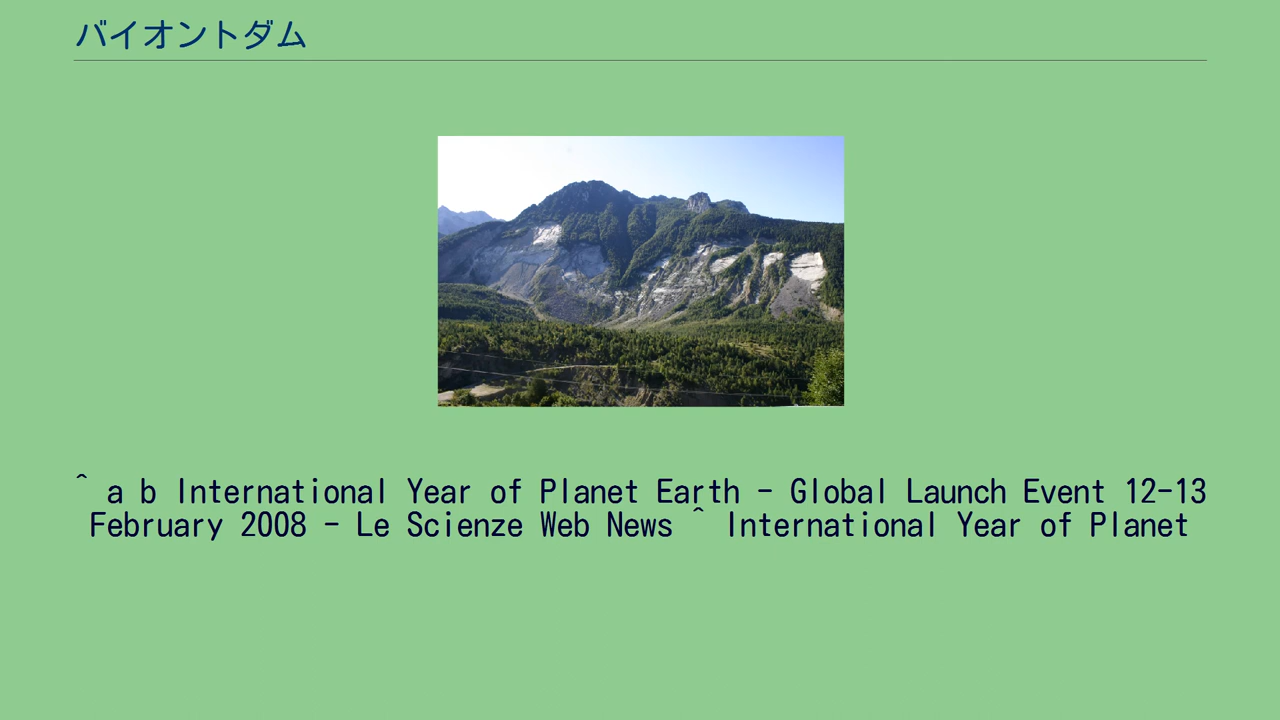 バイオントダム
^ a b International Year of Planet Earth - Global Launch Event 12-13
February 2008 - Le Scienze Web News ^ International Year of Planet